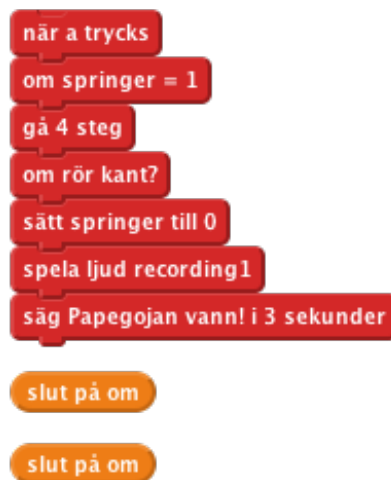 när a trycks
om springer = 1
gå 4 steg
om rör kant?
sätt springer till 0
spela ljud recording1
säg Papegojan vann! i 3 sekunder
slut på om
slut på om